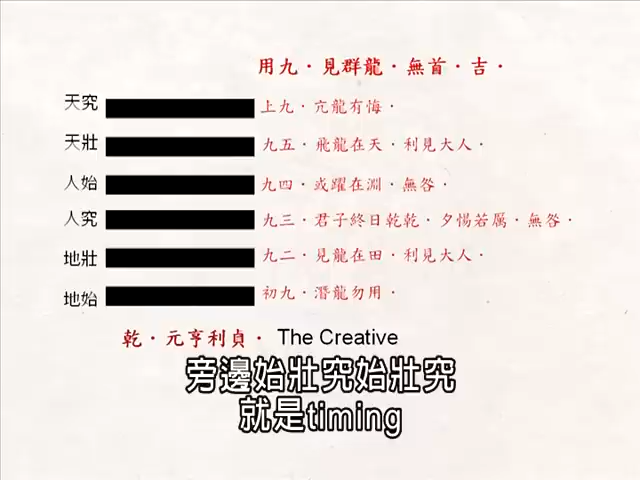 用九·見群龍·無首·吉·
天究 上九·亢龍有悔·
天壯 九五·飛龍在天·利見大人·
人始 九四·或躍在淵·無咎·
人究 九三·君子終日乾乾·夕惕若厲·無咎·
地壯 九二·見龍在田·利見大人·
地始 初九·潛龍勿用·
乾·元亨利貞· The Creative
旁邊始壯究始壯究
就是timing